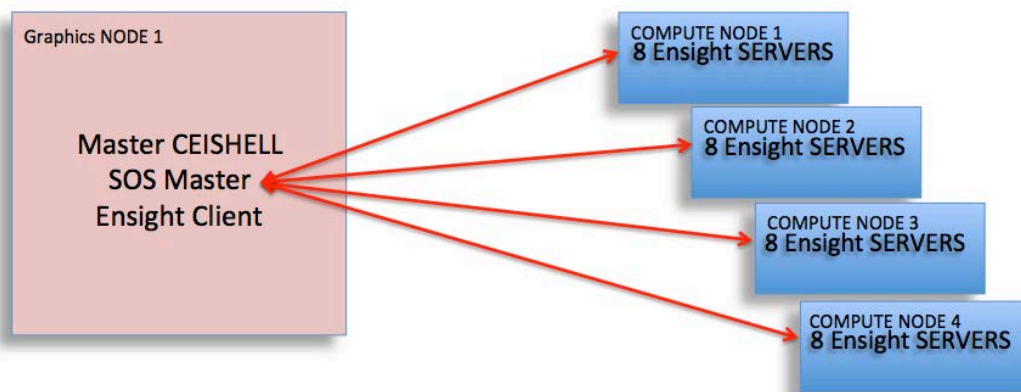 Graphics NODE 1
Master CEISHELL
SOS Master
Ensight Client
COMPUTE NODE 1
8 Ensight SERVERS
COMPUTE NODE 2
8 Ensight SERVERS
COMPUTE NODE 3
8 Ensight SERVERS
COMPUTE NODE 4
8 Ensight SERVERS